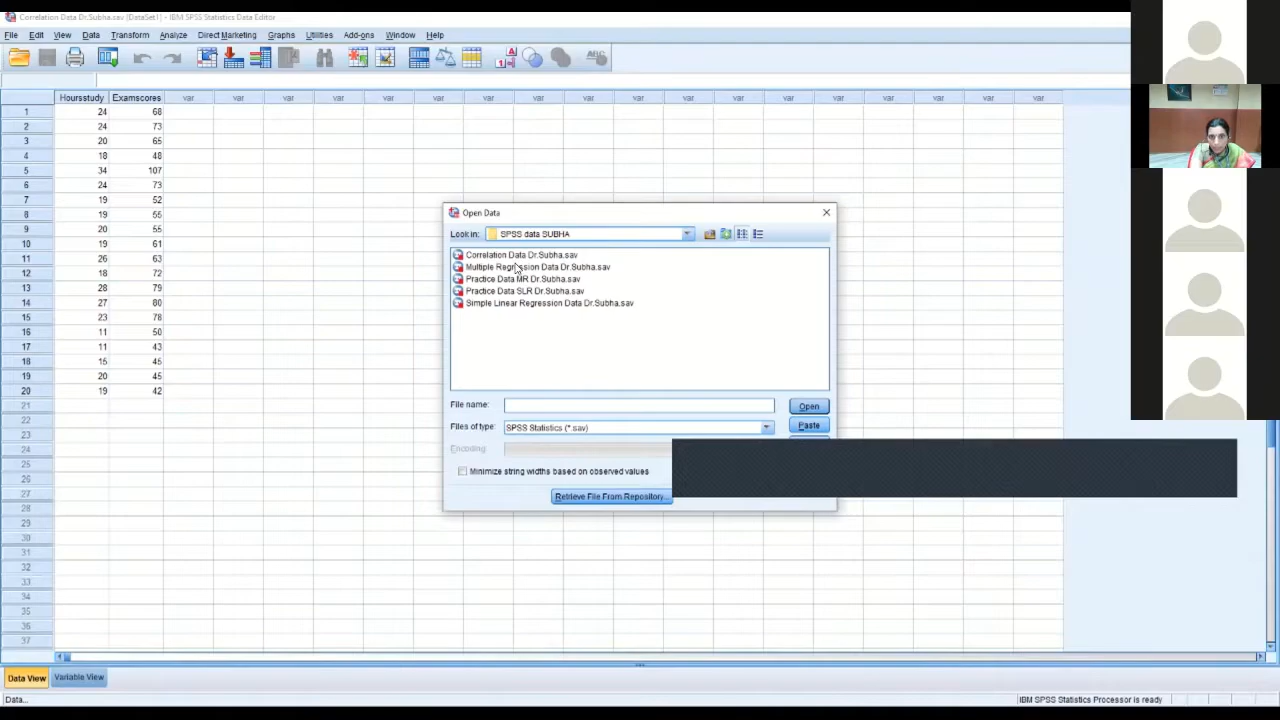 Correlation Data Dr.Subha.sav [DataSet1] - IBM SPSS Statistics Data Editor
File Edit View Data Transform Analyze Direct Marketing Graphs Utilities Add-ons Window Help
Hoursstudy Examscores var var var var var var var var var var var var var var var var var var
1 24 68
2 24 73
3 20 65
4 18 48
5 34 107
6 24 73
7 19 52
8 19 55
9 20 55
10 19 61
11 26 63
12 18 72
13 28 79
14 27 80
15 23 78
16 11 50
17 11 43
18 15 45
19 20 45
20 19 42
21
22
23
24
25
26
27
28
29
30
31
32
33
34
35
36
37
Open Data
Look in: SPSS data SUBHA
Correlation Data Dr.Subha.sav
Multiple Regression Data Dr.Subha.sav
Practice Data MR Dr.Subha.sav
Practice Data SLR Dr.Subha.sav
Simple Linear Regression Data Dr.Subha.sav
File name: Open
Files of type: SPSS Statistics (*.sav) Paste
Encoding:
Minimize string widths based on observed values
Retrieve File From Repository...
Data View Variable View
Data... IBM SPSS Statistics Processor is ready